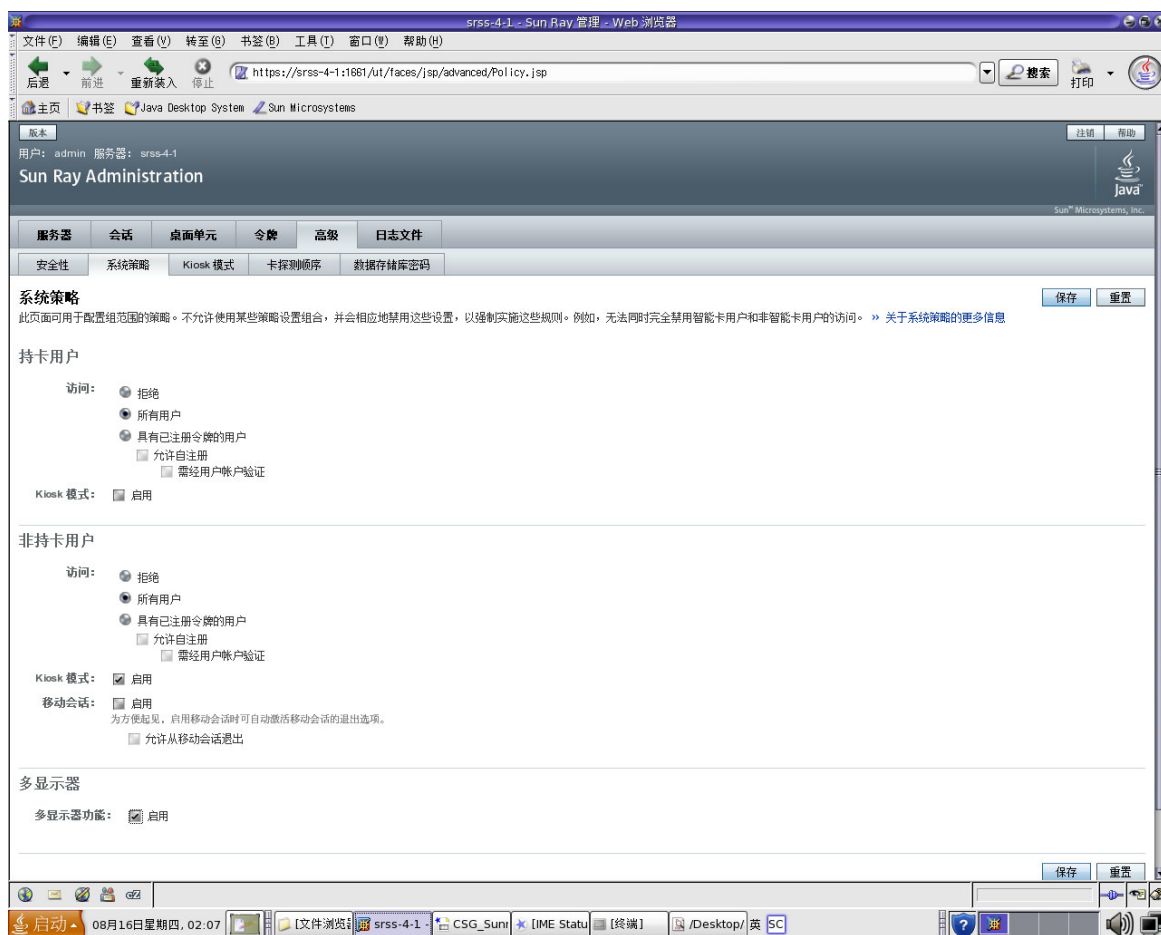 srss-4-1 - Sun Ray 管理 - Web 浏览器
文件(F) 编辑(E) 查看(V) 转至(G) 书签(B) 工具(T) 窗口(W) 帮助(H)
后退 前进 重新装入 停止 https://srss-4-1:1661/ut/faces/jsp/advanced/Policy.jsp 搜索 打印
主页 书签 Java Desktop System Sun Microsystems
版本 注销 帮助
用户: admin 服务器: srss-4-1
Sun Ray Administration
Java™
Sun™ Microsystems, Inc.
服务器 会话 桌面单元 令牌 高级 日志文件
安全性 系统策略 Kiosk 模式 卡探测顺序 数据存储库密码
系统策略 保存 重置
此页面可用于配置组范围的策略。不允许使用某些策略设置组合，并会相应地禁用这些设置，以强制实施这些规则。例如，无法同时完全禁用智能卡用户和非智能卡用户的访问。 » 关于系统策略的更多信息
持卡用户
访问: 拒绝
所有用户
具有已注册令牌的用户
允许自注册
需经用户帐户验证
Kiosk 模式: 启用
非持卡用户
访问: 拒绝
所有用户
具有已注册令牌的用户
允许自注册
需经用户帐户验证
Kiosk 模式: 启用
移动会话: 启用
为方便起见，启用移动会话时可自动激活移动会话的退出选项。
允许从移动会话退出
多显示器
多显示器功能: 启用
保存 重置
启动 08月16日星期四, 02:07 [文件浏览 srss-4-1 - CSG_Sunr [IME Statu [终端] /Desktop/ 英 SC